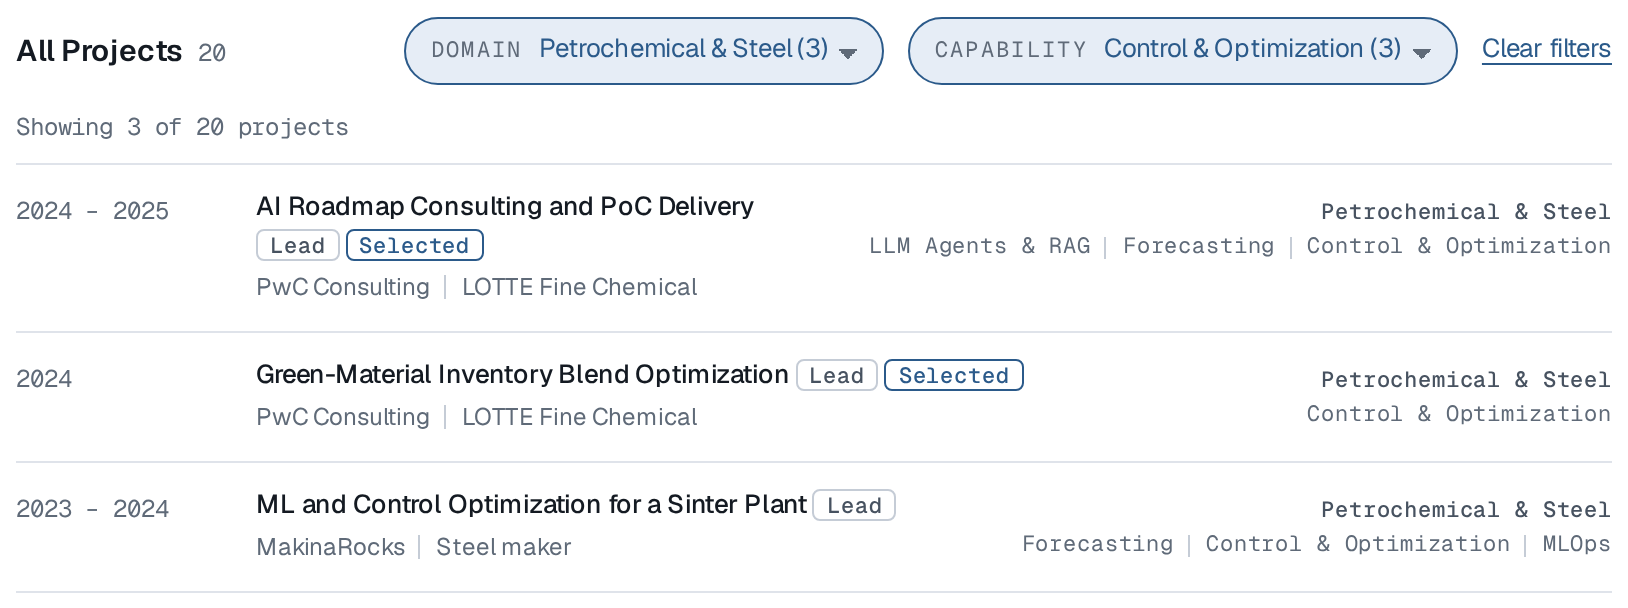 All Projects 20 DOMAIN Petrochemical & Steel (3) CAPABILITY Control & Optimization (3) Clear filters
Showing 3 of 20 projects
2024 – 2025 AI Roadmap Consulting and PoC Delivery Petrochemical & Steel
Lead Selected LLM Agents & RAG | Forecasting | Control & Optimization
PwC Consulting | LOTTE Fine Chemical
2024 Green-Material Inventory Blend Optimization Lead Selected Petrochemical & Steel
PwC Consulting | LOTTE Fine Chemical Control & Optimization
2023 – 2024 ML and Control Optimization for a Sinter Plant Lead Petrochemical & Steel
MakinaRocks | Steel maker Forecasting | Control & Optimization | MLOps